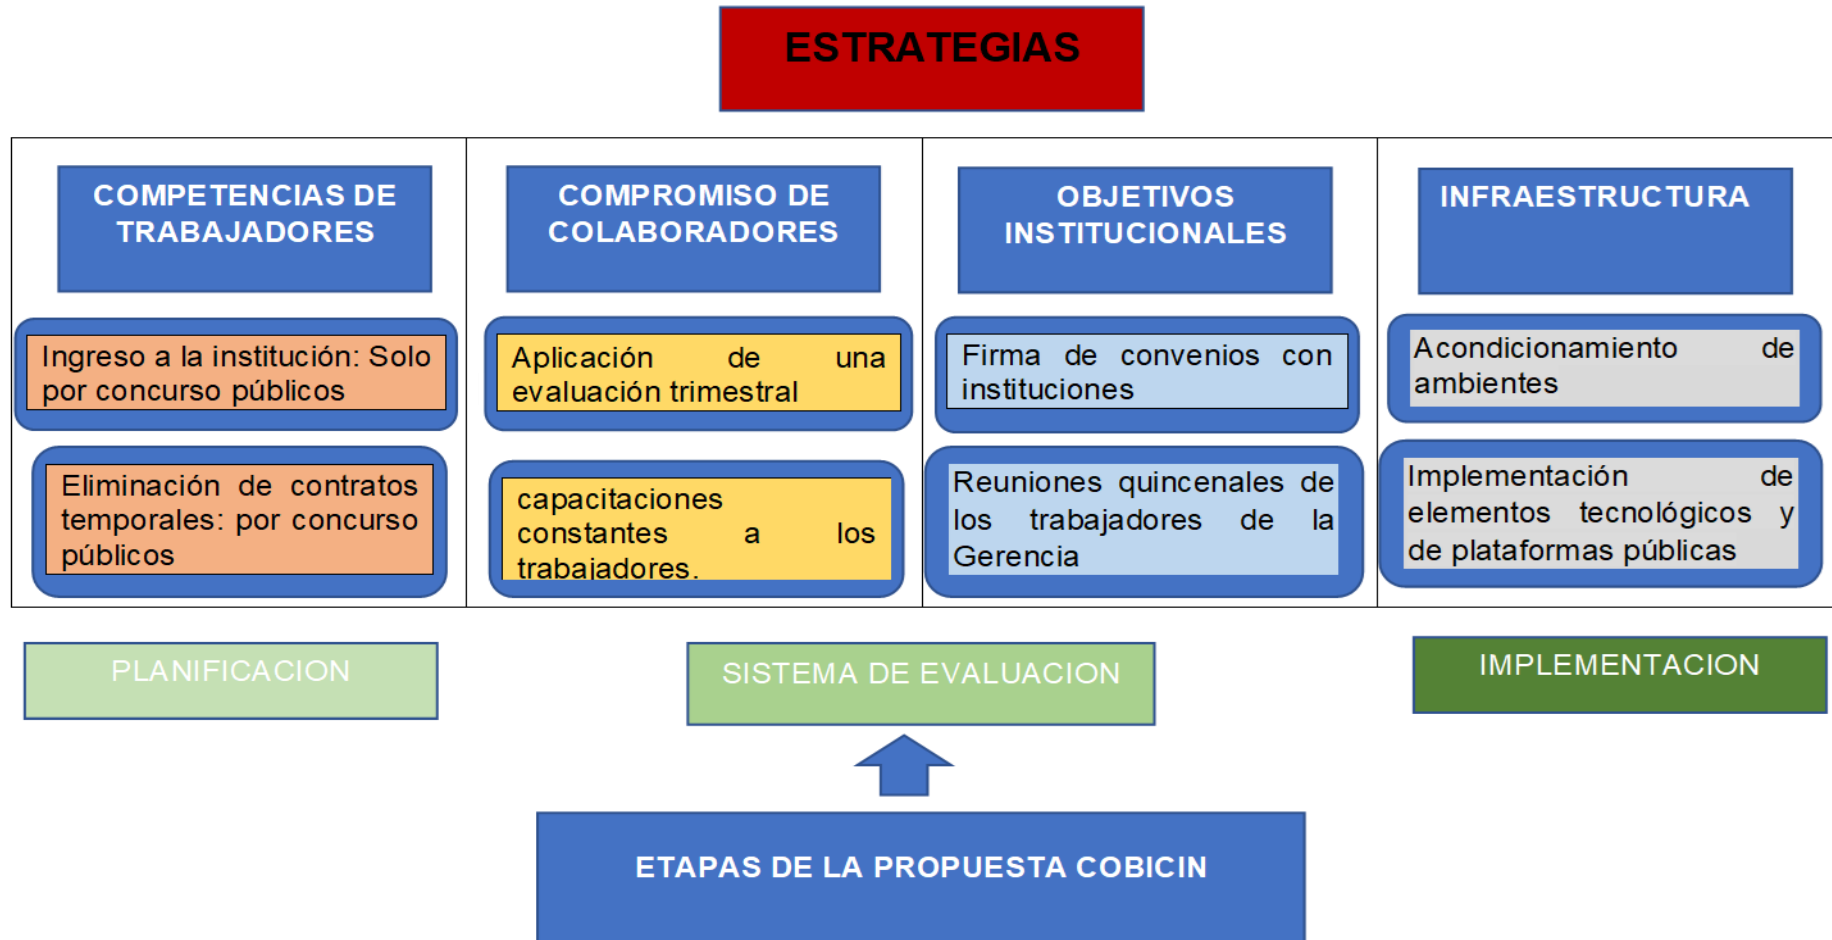 ESTRATEGIAS
COMPETENCIAS DE
TRABAJADORES
Ingreso a la institución: Solo
por concurso públicos
Eliminación de contratos
temporales: por concurso
públicos
COMPROMISO DE
COLABORADORES
Aplicación de una
evaluación trimestral
capacitaciones
constantes a los
trabajadores.
OBJETIVOS
INSTITUCIONALES
Firma de convenios con
instituciones
Reuniones quincenales de
los trabajadores de la
Gerencia
INFRAESTRUCTURA
Acondicionamiento de
ambientes
Implementación de
elementos tecnológicos y
de plataformas públicas
PLANIFICACION
SISTEMA DE EVALUACION
IMPLEMENTACION
ETAPAS DE LA PROPUESTA COBICIN